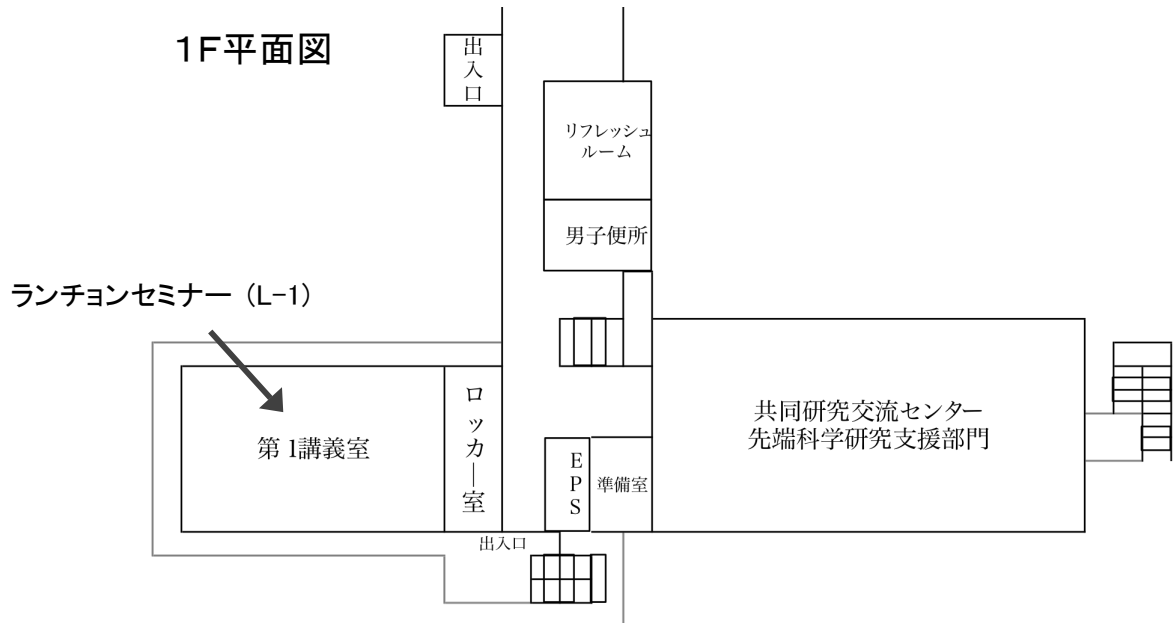 1F平面図
出入口
リフレッシュ
ルーム
男子便所
ランチョンセミナー (L-1)
第1講義室
ロッカー室
EPS
準備室
共同研究交流センター
先端科学研究支援部門
出入口